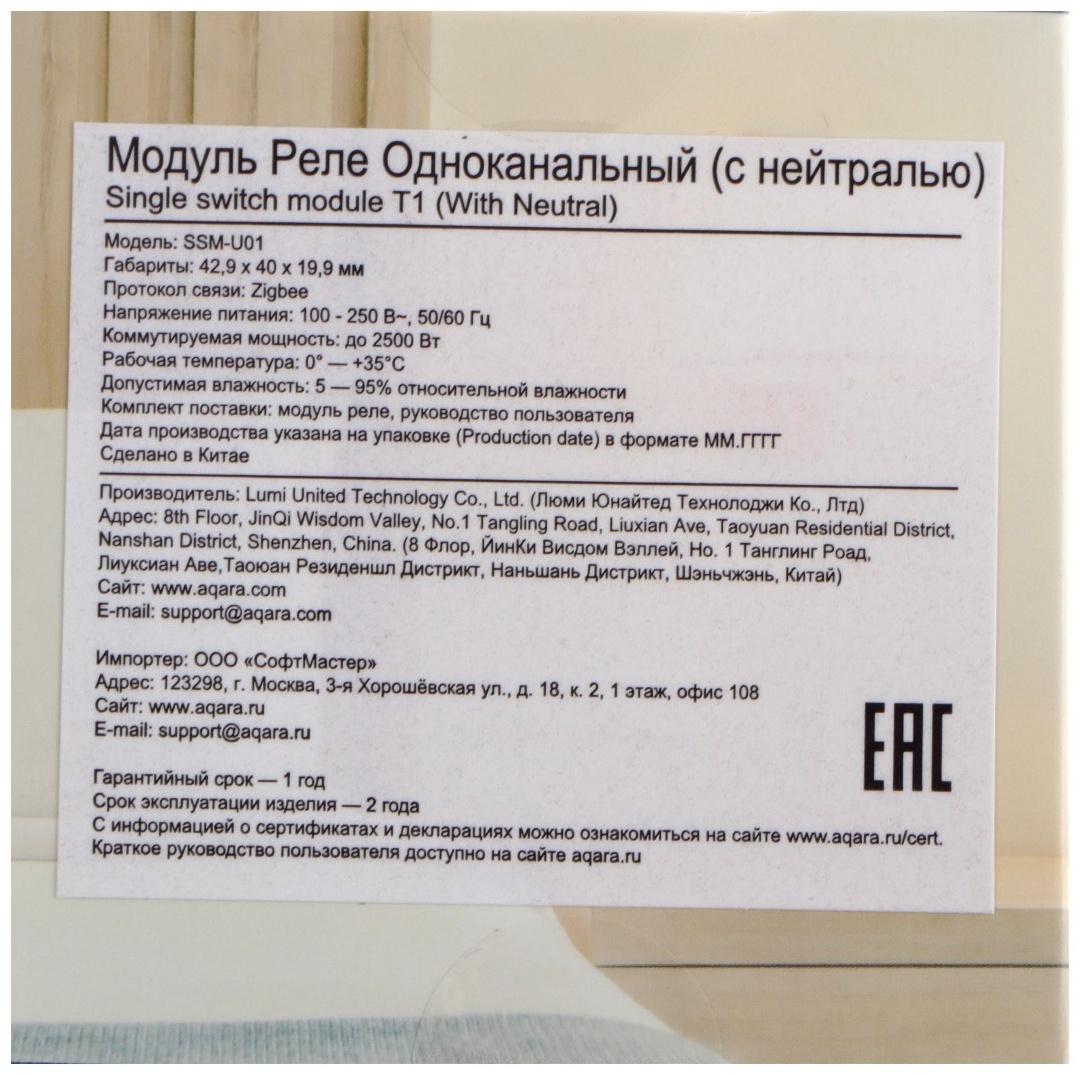 Модуль Реле Одноканальный (с нейтралью)
Single switch module T1 (With Neutral)
Модель: SSM-U01
Габариты: 42,9 x 40 x 19,9 мм
Протокол связи: Zigbee
Напряжение питания: 100 - 250 В~, 50/60 Гц
Коммутируемая мощность: до 2500 Вт
Рабочая температура: 0° — +35°C
Допустимая влажность: 5 — 95% относительной влажности
Комплект поставки: модуль реле, руководство пользователя
Дата производства указана на упаковке (Production date) в формате ММ.ГГГГ
Сделано в Китае
Производитель: Lumi United Technology Co., Ltd. (Люми Юнайтед Технолоджи Ко., Лтд)
Адрес: 8th Floor, JinQi Wisdom Valley, No.1 Tangling Road, Liuxian Ave, Taoyuan Residential District,
Nanshan District, Shenzhen, China. (8 Флор, ЙинКи Висдом Вэллей, Но. 1 Танглинг Роад,
Лиуксиан Аве,Таоюан Резиденшл Дистрикт, Наньшань Дистрикт, Шэньчжэнь, Китай)
Сайт: www.aqara.com
E-mail: support@aqara.com
Импортер: ООО «СофтМастер»
Адрес: 123298, г. Москва, 3-я Хорошёвская ул., д. 18, к. 2, 1 этаж, офис 108
Сайт: www.aqara.ru
E-mail: support@aqara.ru
EAC
Гарантийный срок — 1 год
Срок эксплуатации изделия — 2 года
С информацией о сертификатах и декларациях можно ознакомиться на сайте www.aqara.ru/cert.
Краткое руководство пользователя доступно на сайте aqara.ru